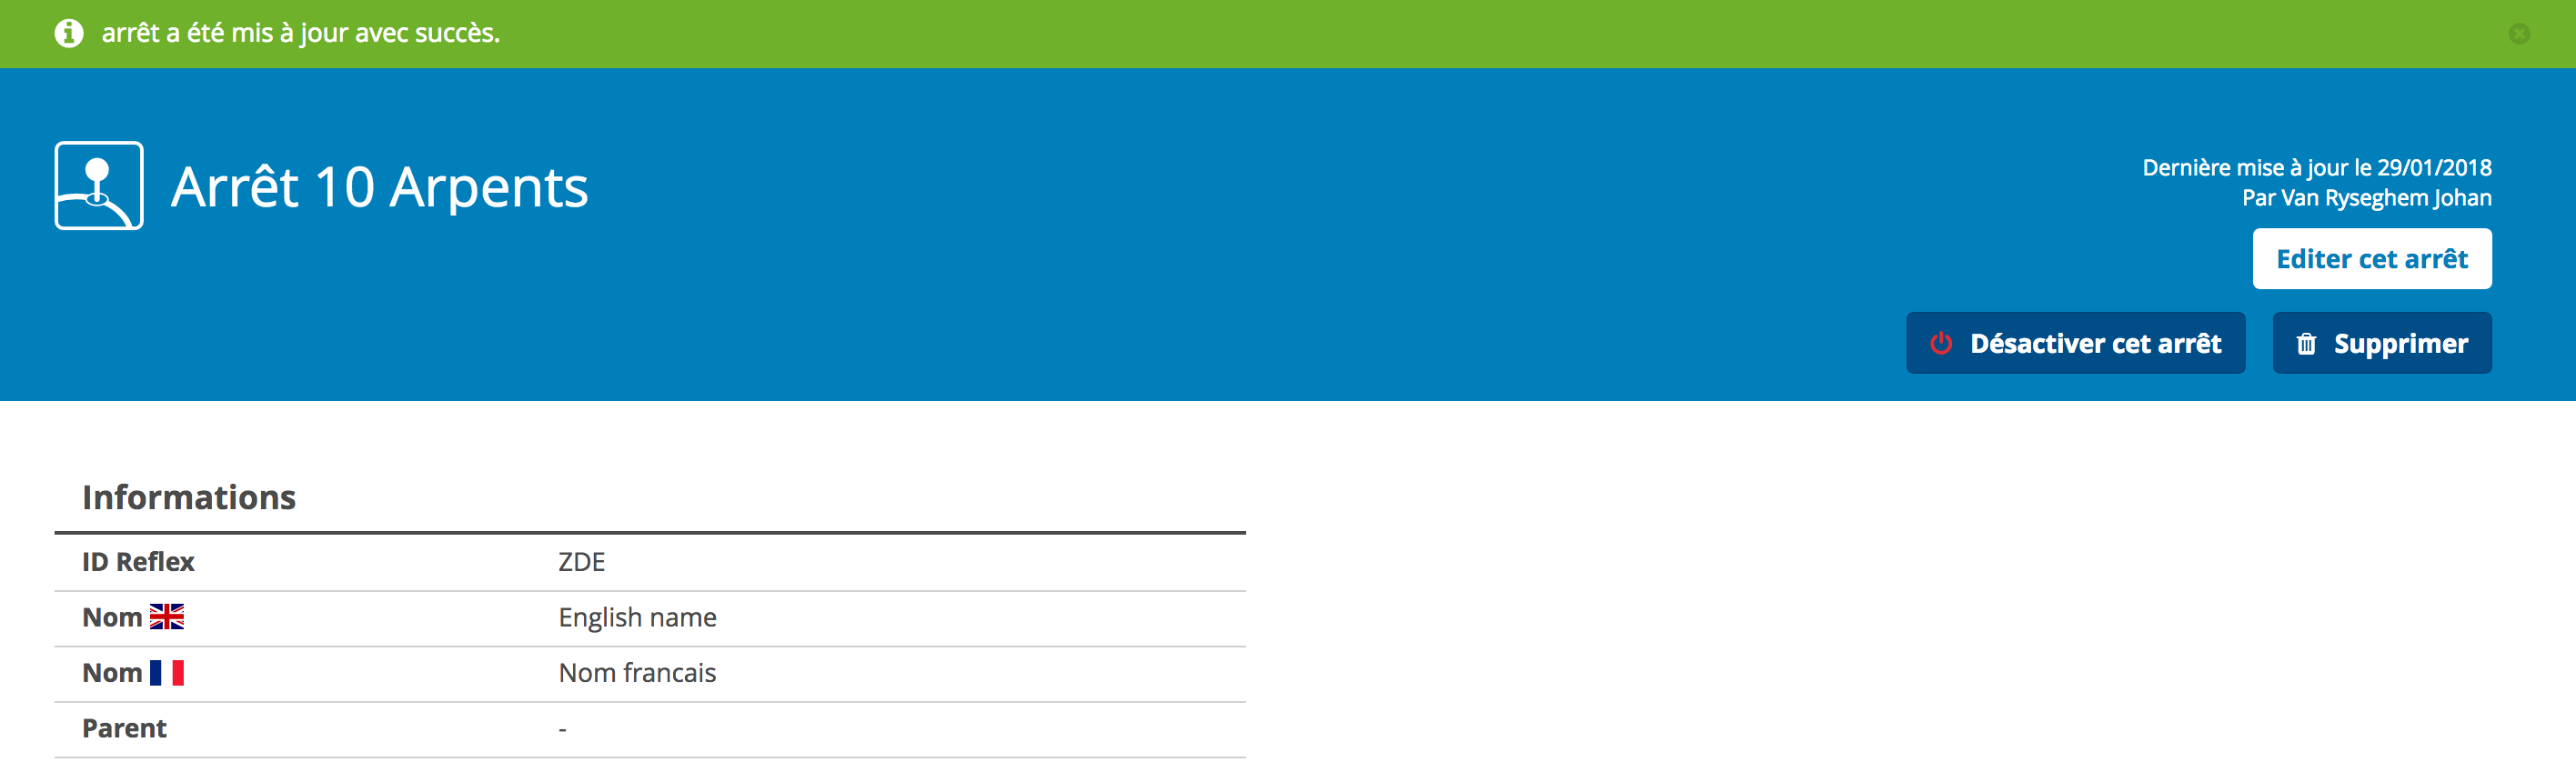 arrêt a été mis à jour avec succès.
Arrêt 10 Arpents
Dernière mise à jour le 29/01/2018
Par Van Ryseghem Johan
Editer cet arrêt
Désactiver cet arrêt
Supprimer
Informations
ID Reflex ZDE
Nom English name
Nom Nom francais
Parent -